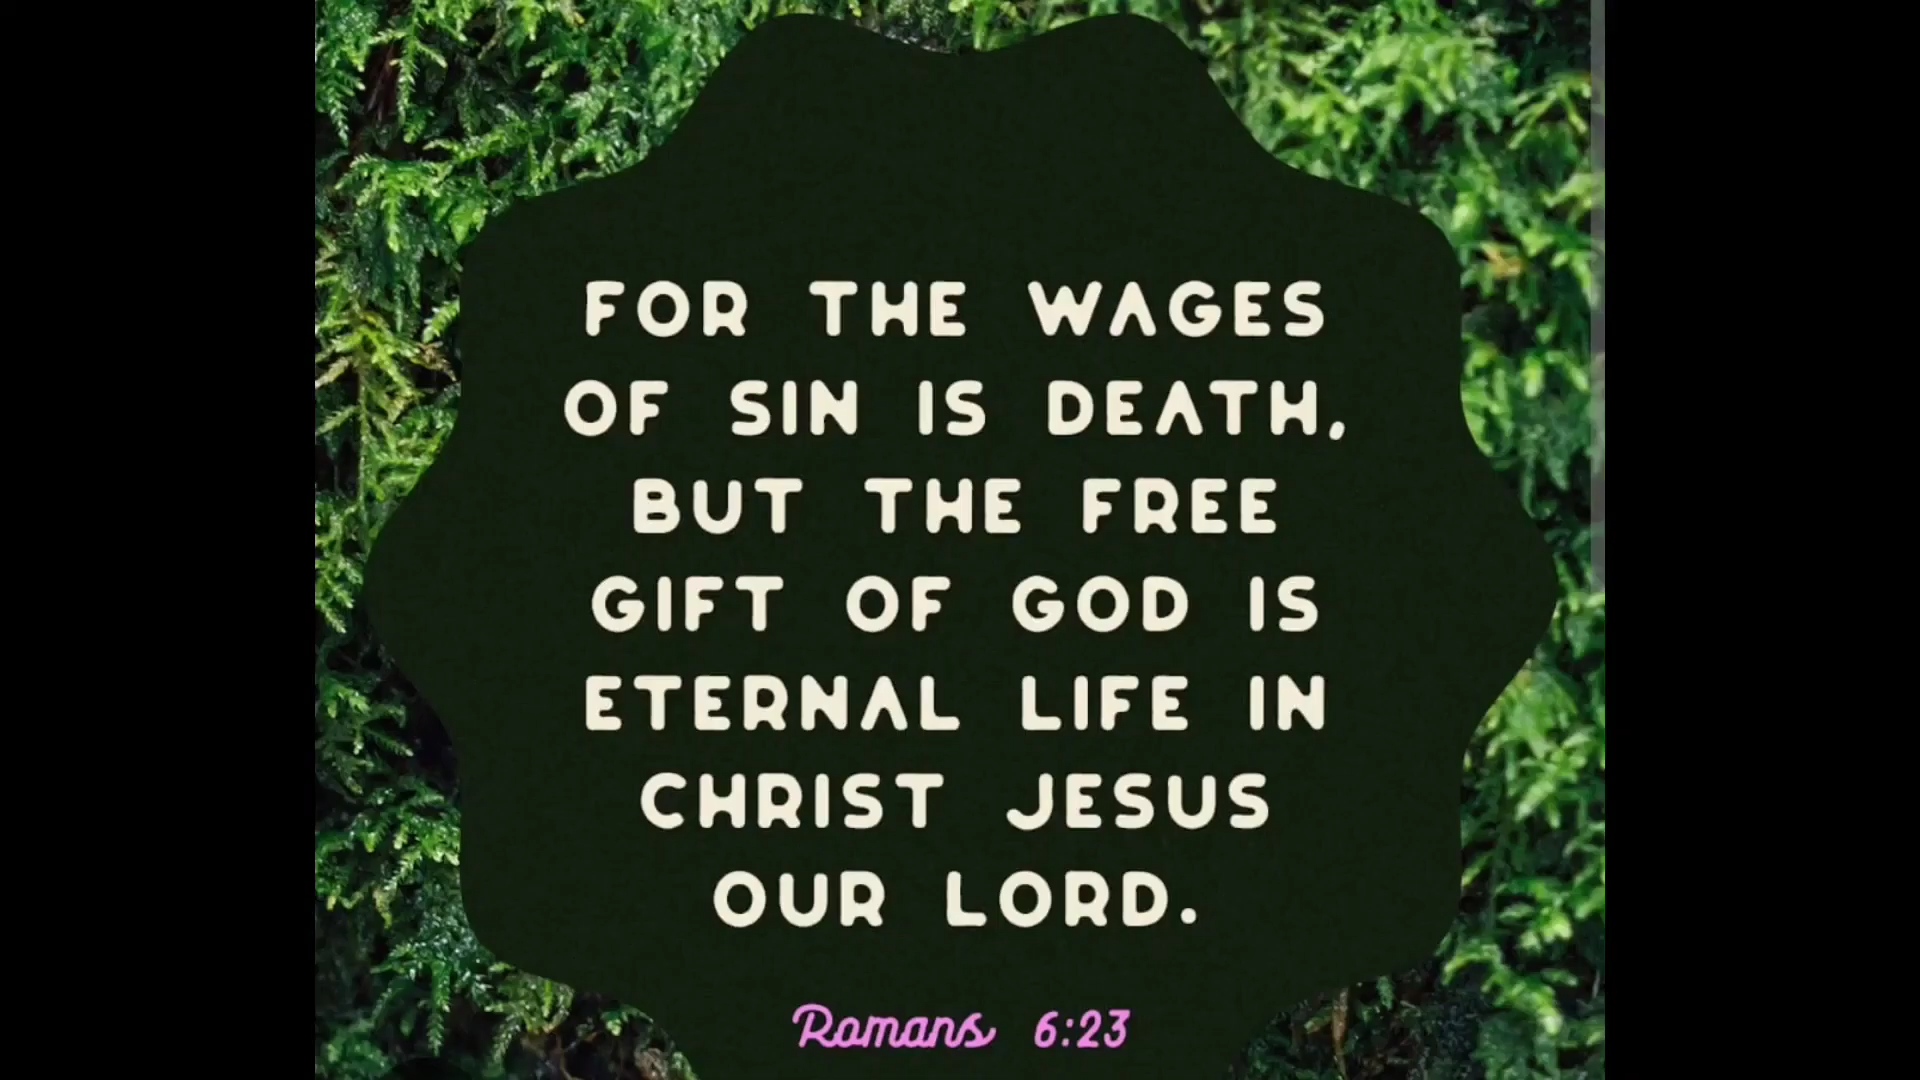 FOR THE WAGES
OF SIN IS DEATH,
BUT THE FREE
GIFT OF GOD IS
ETERNAL LIFE IN
CHRIST JESUS
OUR LORD.
Romans 6:23